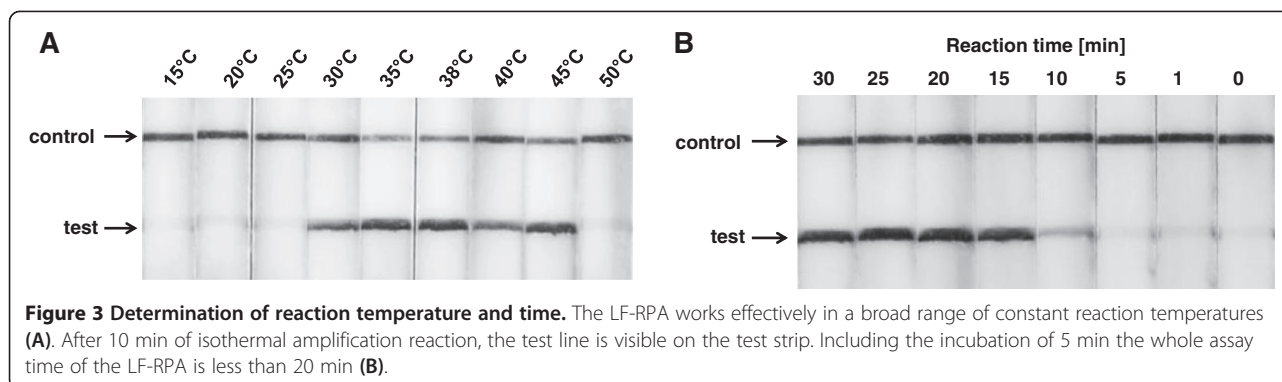 A
15°C 20°C 25°C 30°C 35°C 38°C 40°C 45°C 50°C
control
test
B
Reaction time [min]
30 25 20 15 10 5 1 0
control
test
Figure 3 Determination of reaction temperature and time. The LF-RPA works effectively in a broad range of constant reaction temperatures
(A). After 10 min of isothermal amplification reaction, the test line is visible on the test strip. Including the incubation of 5 min the whole assay
time of the LF-RPA is less than 20 min (B).